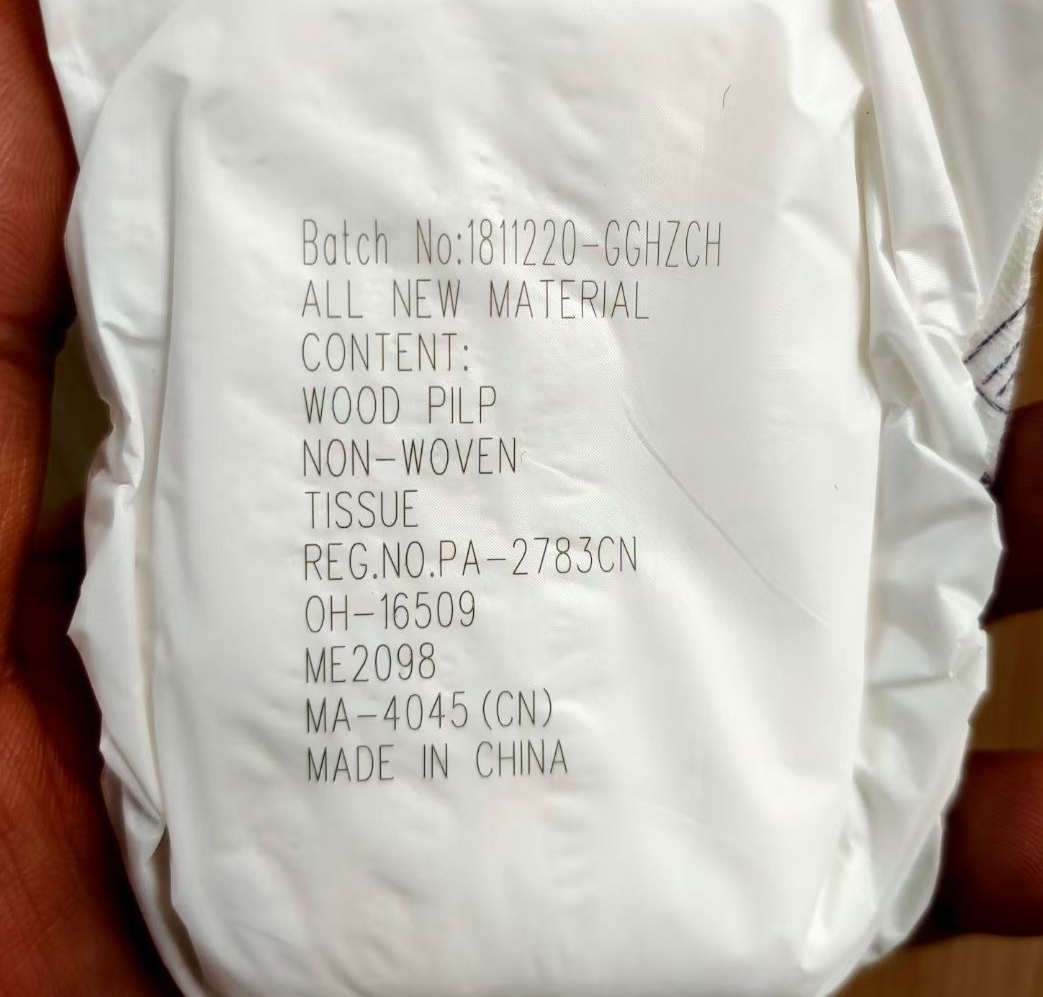 Batch No:1811220-GGHZCH
ALL NEW MATERIAL
CONTENT:
WOOD PILP
NON-WOVEN
TISSUE
REG.NO.PA-2783CN
OH-16509
ME2098
MA-4045(CN)
MADE IN CHINA